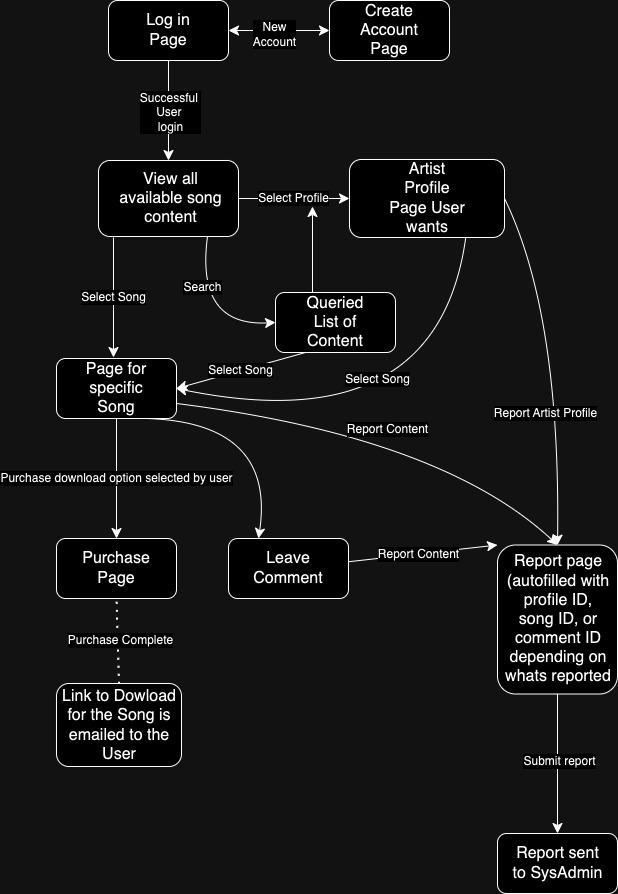 Log in
Page
New
Account
Create
Account
Page
Successful
User
login
View all
available song
content
Select Profile
Artist
Profile
Page User
wants
Select Song
Search
Queried
List of
Content
Page for
specific
Song
Select Song
Select Song
Report Artist Profile
Report Content
Purchase download option selected by user
Purchase
Page
Leave
Comment
Report Content
Report page
(autofilled with
profile ID,
song ID, or
comment ID
depending on
whats reported
Purchase Complete
Link to Dowload
for the Song is
emailed to the
User
Submit report
Report sent
to SysAdmin